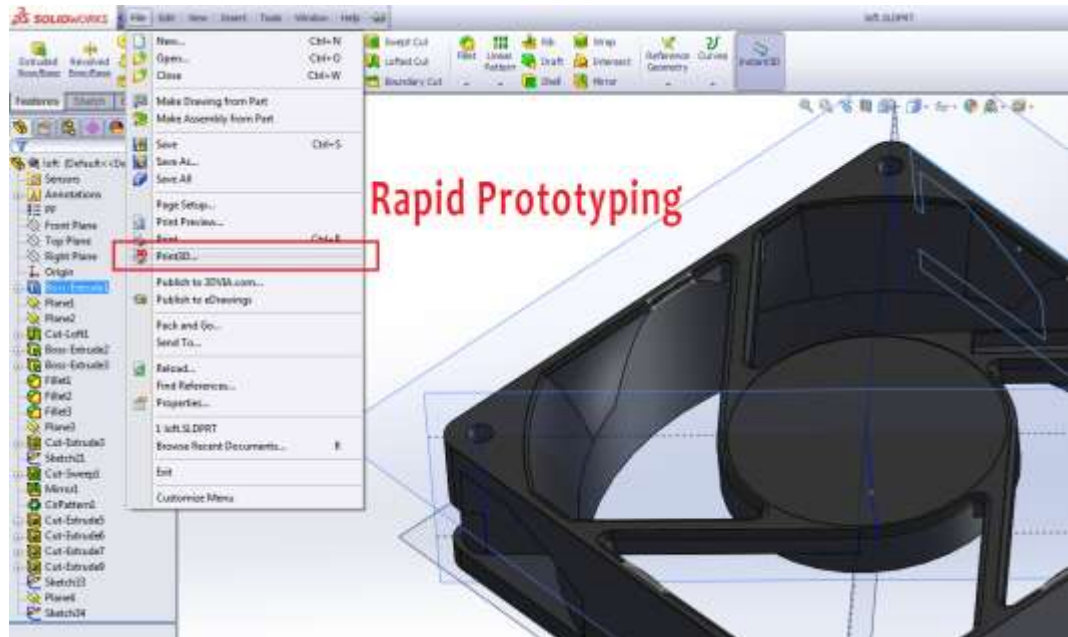 SOLIDWORKS
File Edit View Insert Tools Window Help
loft.SLDPRT
Extruded Boss/Base
Revolved Boss/Base
Swept Cut
Lofted Cut
Boundary Cut
Fillet
Linear Pattern
Rib
Draft
Shell
Wrap
Intersect
Mirror
Reference Geometry
Curves
Instant3D
Features Sketch
New... Ctrl+N
Open... Ctrl+O
Close Ctrl+W
Make Drawing from Part
Make Assembly from Part
Save Ctrl+S
Save As...
Save All
Page Setup...
Print Preview...
Print... Ctrl+P
Print3D...
Publish to 3DVIA.com...
Publish to eDrawings
Pack and Go...
Send To...
Reload...
Find References...
Properties...
1 loft.SLDPRT
Browse Recent Documents... R
Exit
Customize Menu
Rapid Prototyping
loft (Default<<De
Sensors
Annotations
Front Plane
Top Plane
Right Plane
Origin
Boss-Extrude1
Plane1
Plane2
Cut-Loft1
Boss-Extrude2
Boss-Extrude3
Fillet1
Fillet2
Fillet3
Plane3
Cut-Extrude3
Sketch21
Cut-Sweep1
Mirror1
CirPattern1
Cut-Extrude5
Cut-Extrude6
Cut-Extrude7
Cut-Extrude9
Sketch33
Plane6
Sketch34